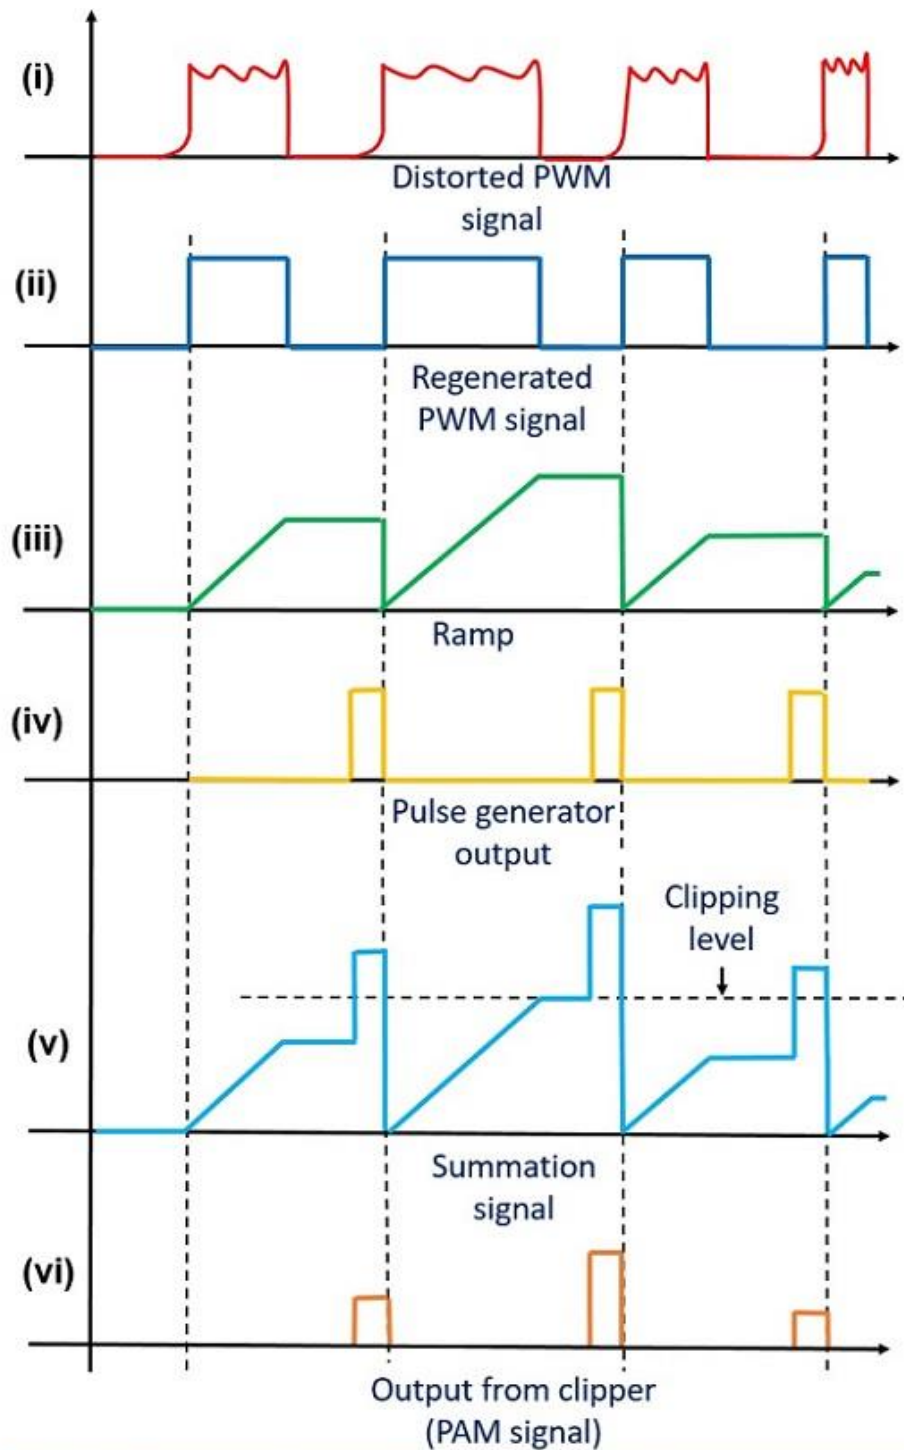 (i)
Distorted PWM
signal
(ii)
Regenerated
PWM signal
(iii)
Ramp
(iv)
Pulse generator
output
Clipping
level
(v)
Summation
signal
(vi)
Output from clipper
(PAM signal)